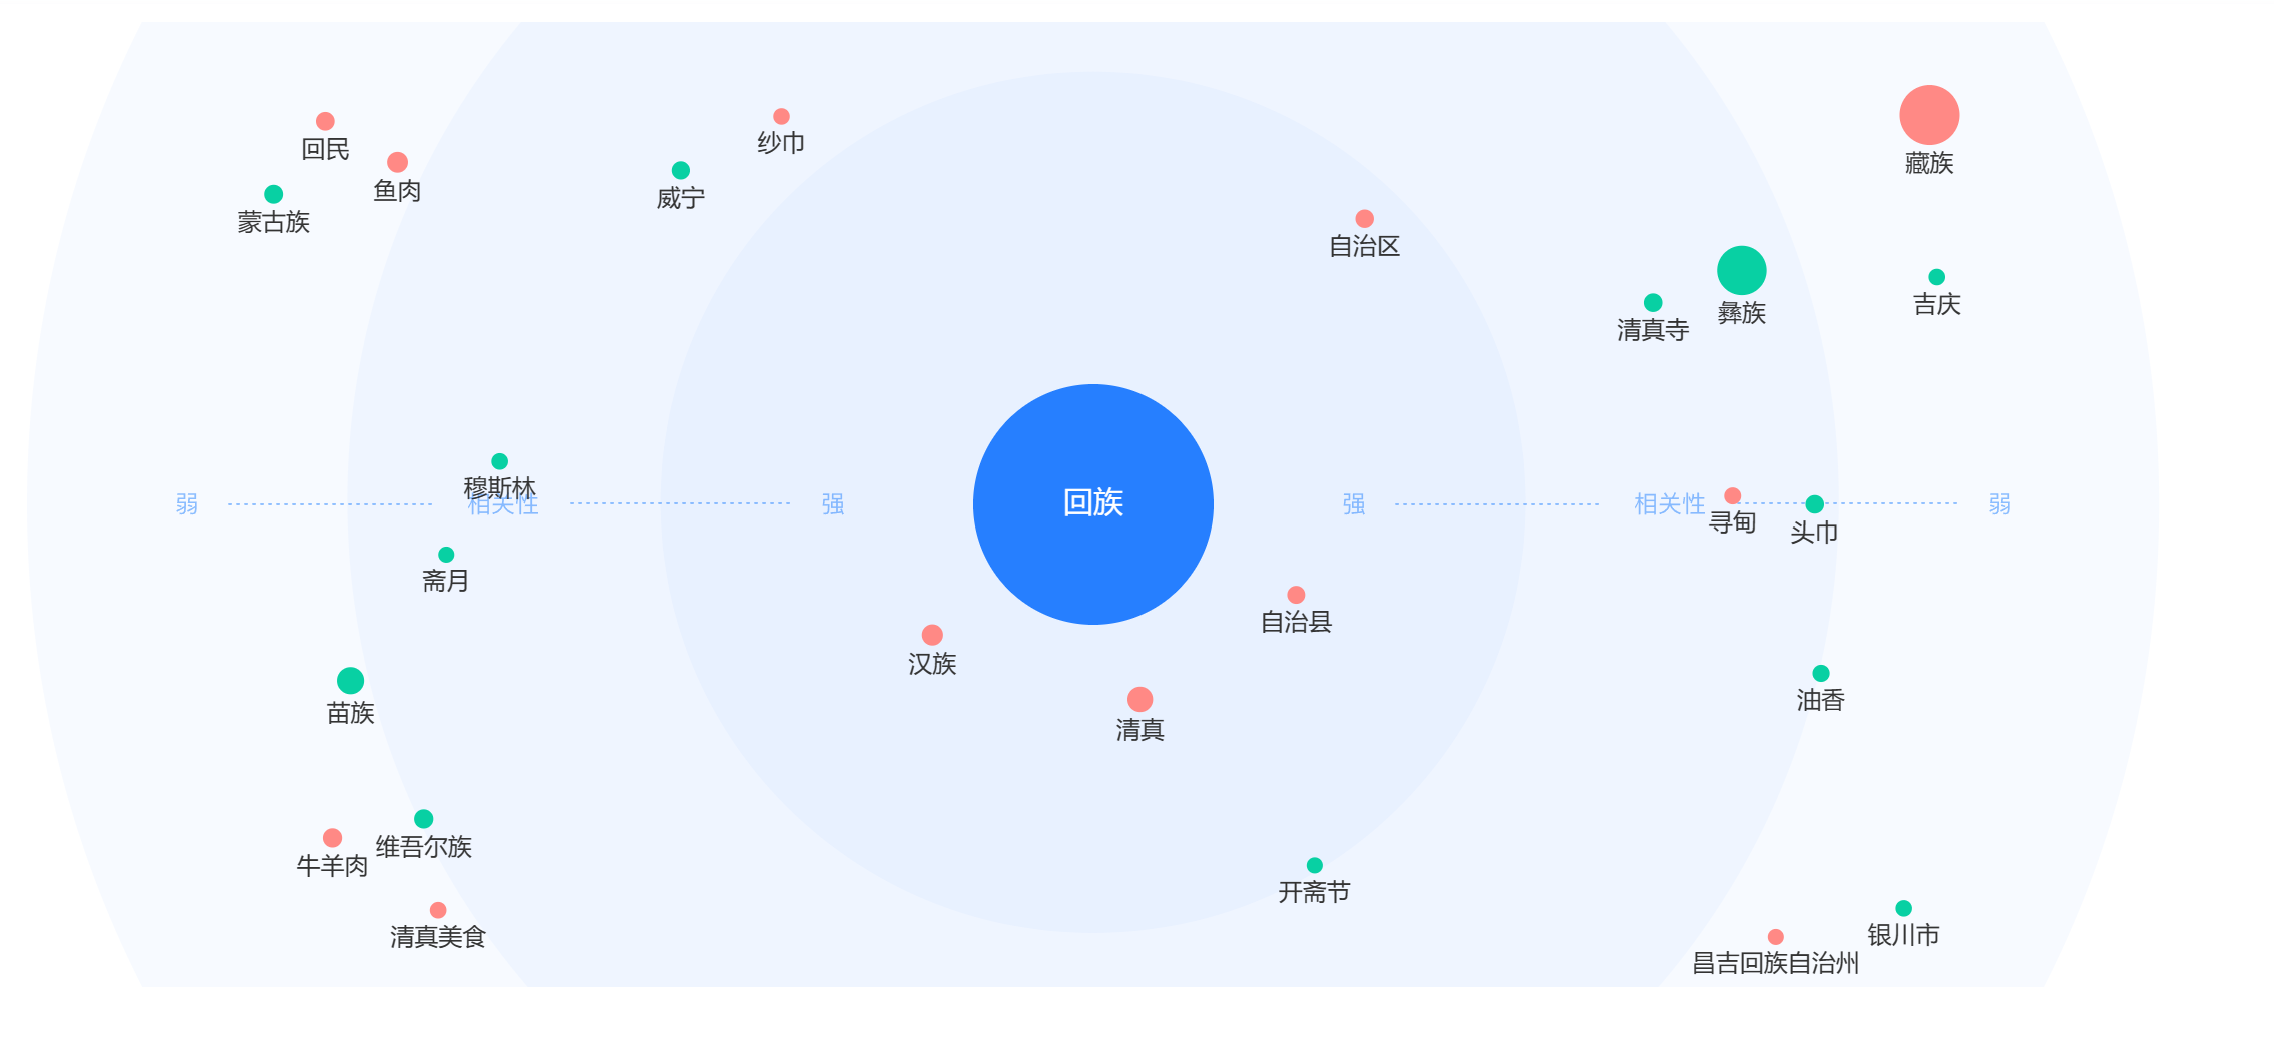 回民
纱巾
藏族
鱼肉
威宁
蒙古族
自治区
吉庆
彝族
清真寺
穆斯林
弱
相关性
强
回族
强
相关性
弱
寻甸
头巾
斋月
自治县
汉族
油香
苗族
清真
维吾尔族
牛羊肉
开斋节
清真美食
银川市
昌吉回族自治州